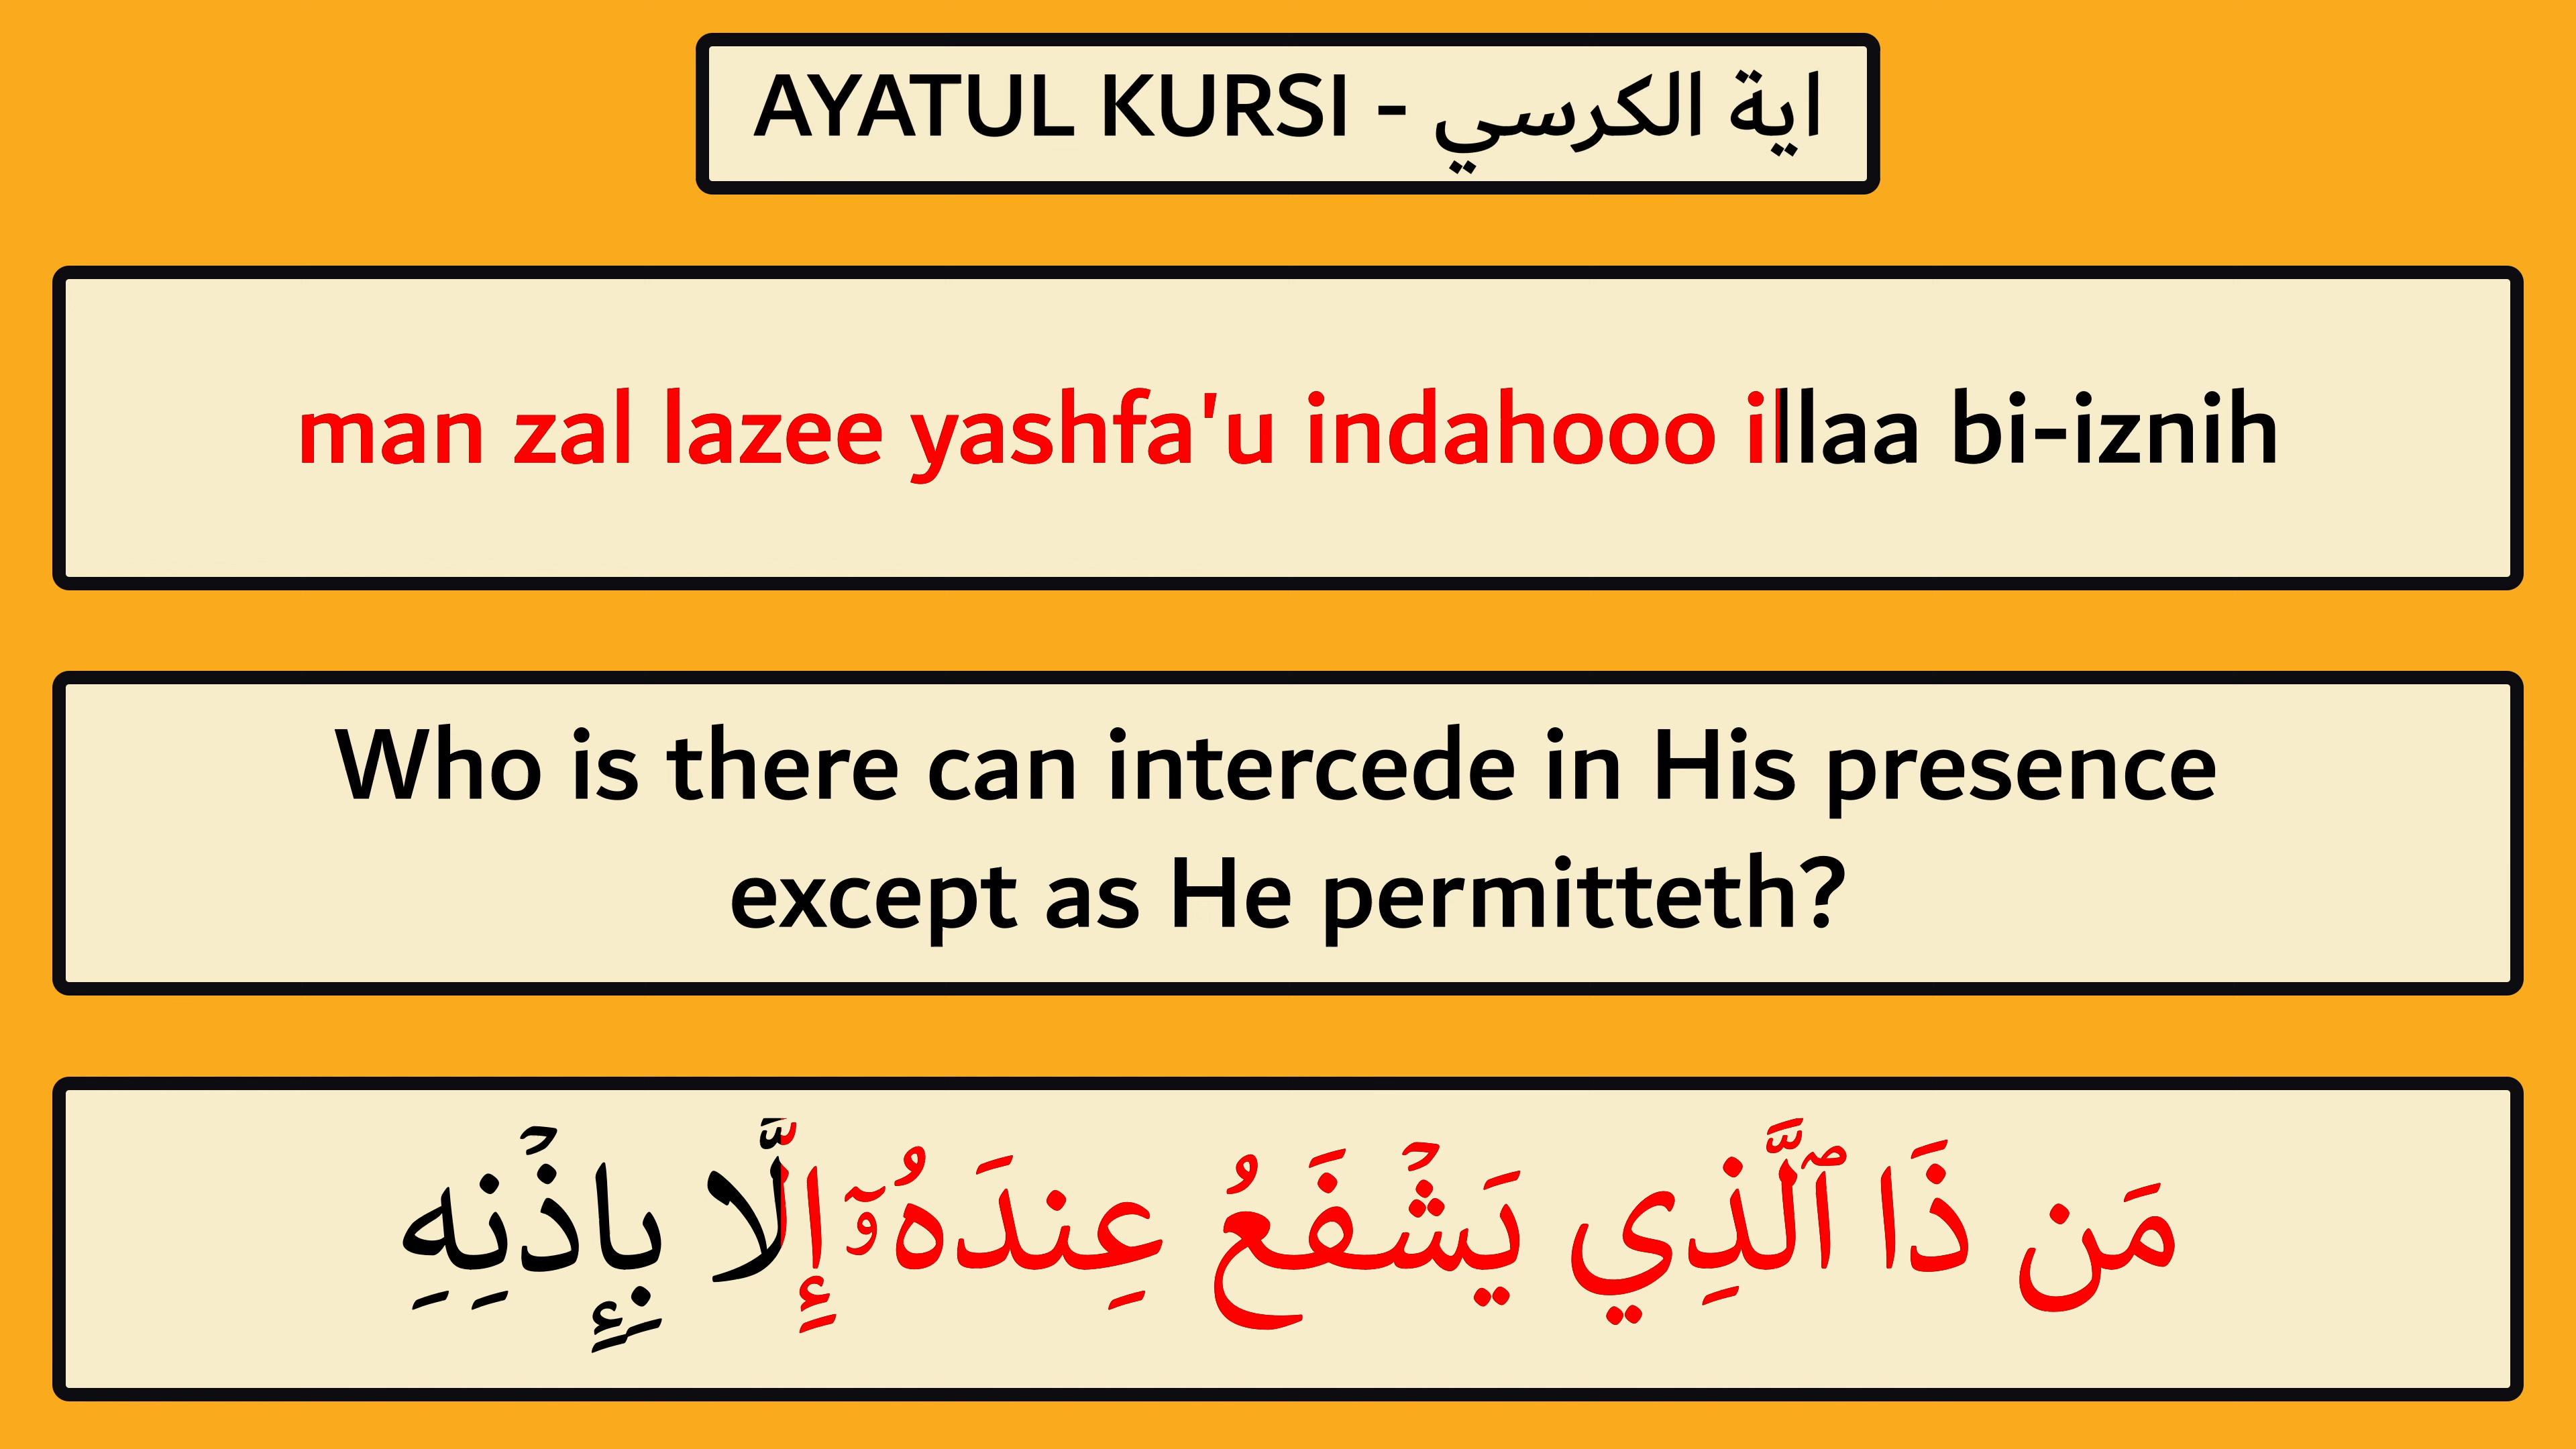 AYATUL KURSI - اية الكرسي
man zal lazee yashfa'u indahooo illaa bi-iznih
Who is there can intercede in His presence
except as He permitteth?
مَن ذَا ٱلَّذِي يَشۡفَعُ عِندَهُۥٓ إِلَّا بِإِذۡنِهِ